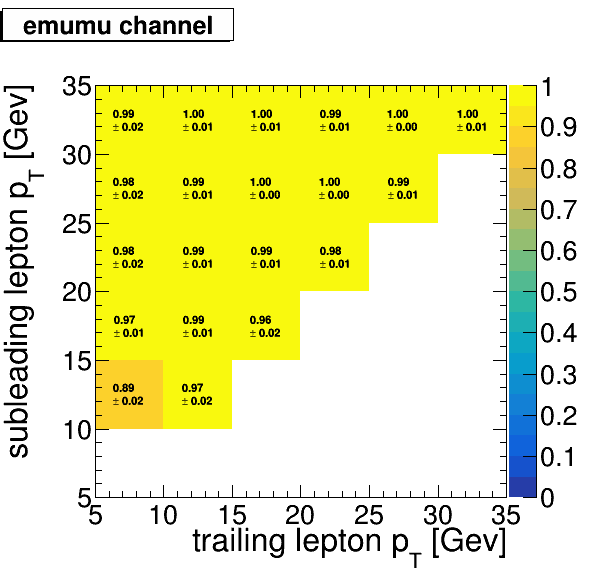 emumu channel
subleading lepton p_T [Gev]
35
30
25
20
15
10
5
0.99 1.00 1.00 0.99 1.00 1.00
± 0.02 ± 0.01 ± 0.01 ± 0.01 ± 0.00 ± 0.01
0.98 0.99 1.00 1.00 0.99
± 0.02 ± 0.01 ± 0.00 ± 0.00 ± 0.01
0.98 0.99 0.99 0.98
± 0.02 ± 0.01 ± 0.01 ± 0.01
0.97 0.99 0.96
± 0.01 ± 0.01 ± 0.02
0.89 0.97
± 0.02 ± 0.02
5 10 15 20 25 30 35
trailing lepton p_T [Gev]
1
0.9
0.8
0.7
0.6
0.5
0.4
0.3
0.2
0.1
0